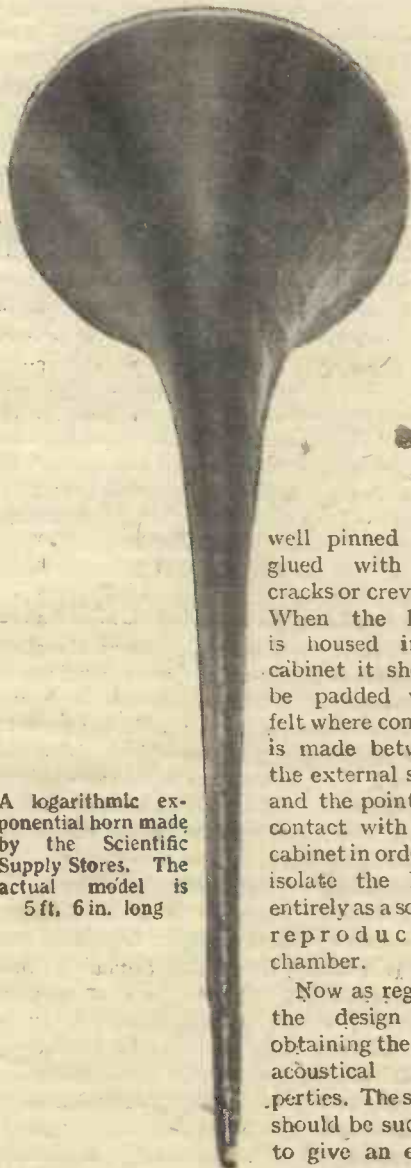 A logarithmic ex-
ponential horn made
by the Scientific
Supply Stores. The
actual model is
5 ft. 6 in. long
well pinned
glued with
cracks or crev
When the
is housed i
cabinet it sh
be padded
felt where con
is made betw
the external s
and the point
contact with
cabinet in ord
isolate the
entirely as a so
reproduc
chamber.
Now as reg
the design
obtaining the
acoustical
perties. The s
should be suc
to give an e